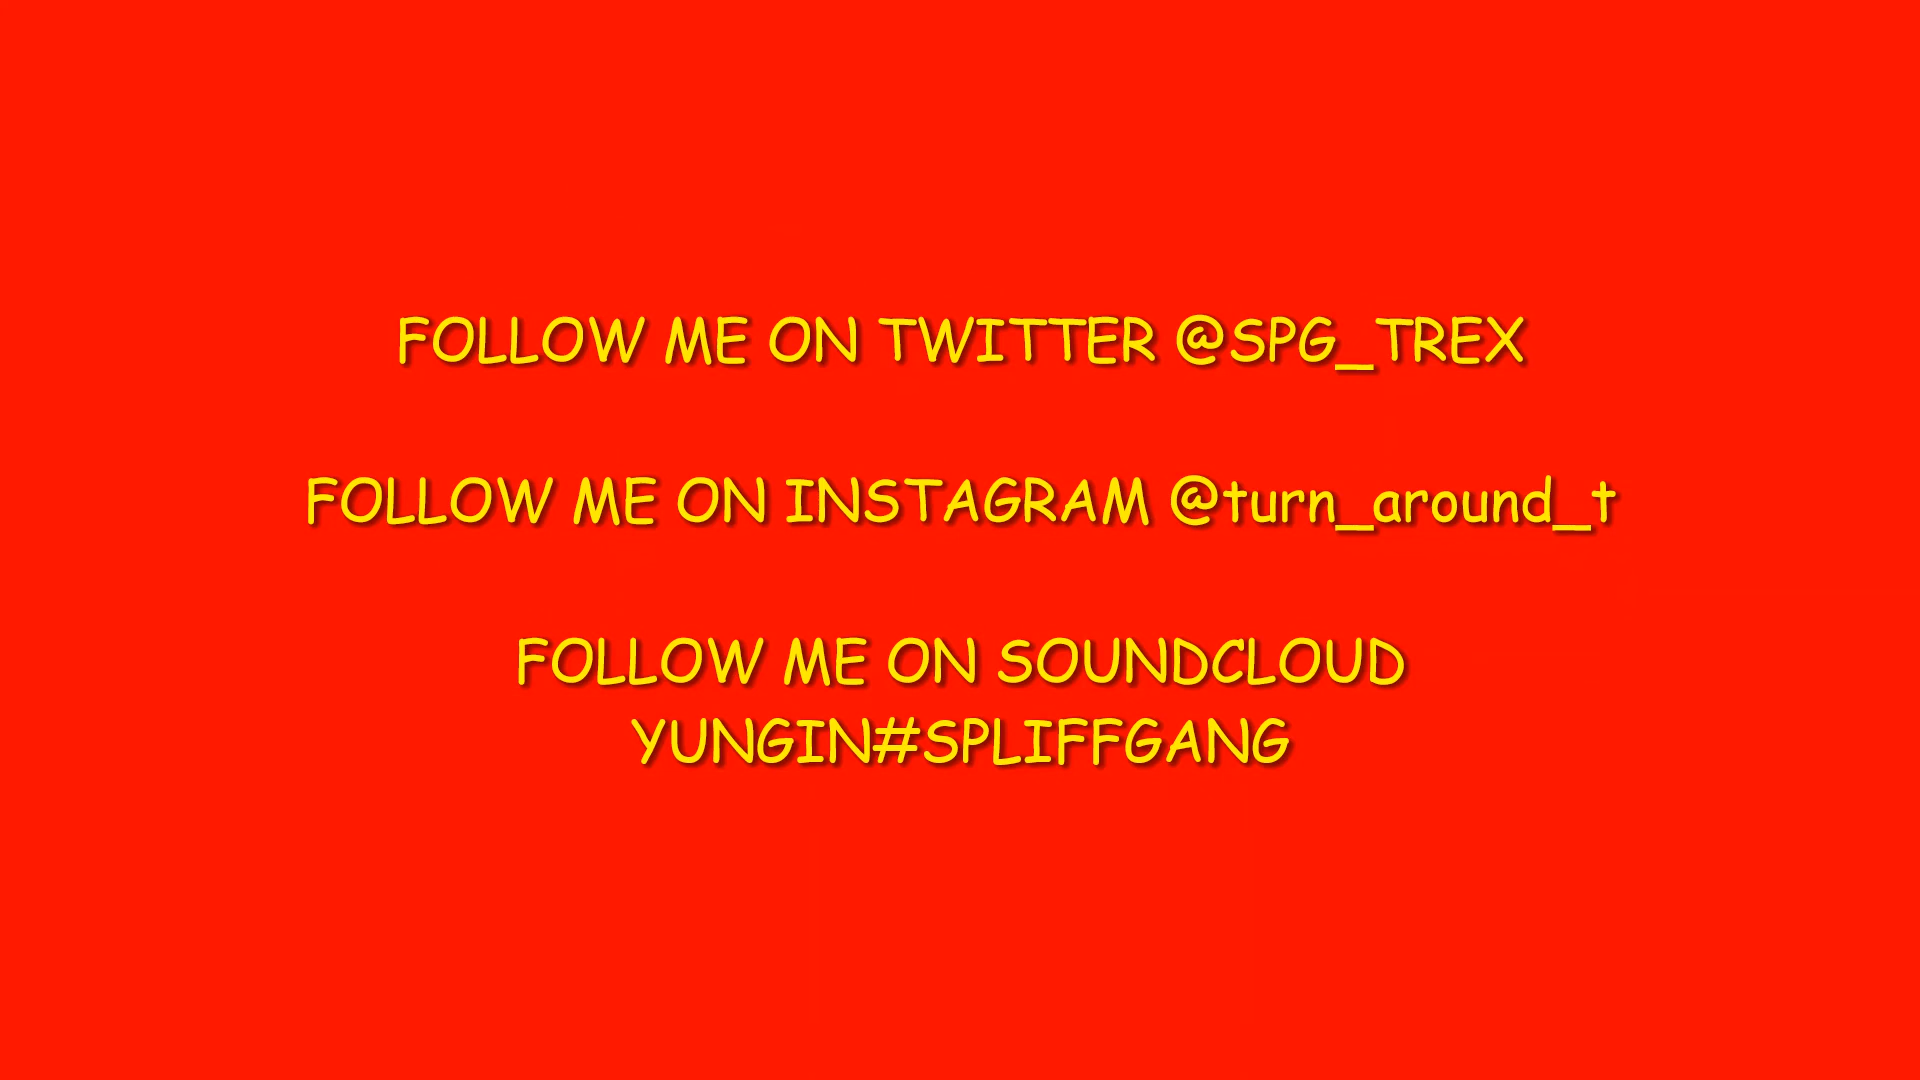 FOLLOW ME ON TWITTER @SPG_TREX
FOLLOW ME ON INSTAGRAM @turn_around_t
FOLLOW ME ON SOUNDCLOUD
YUNGIN#SPLIFFGANG